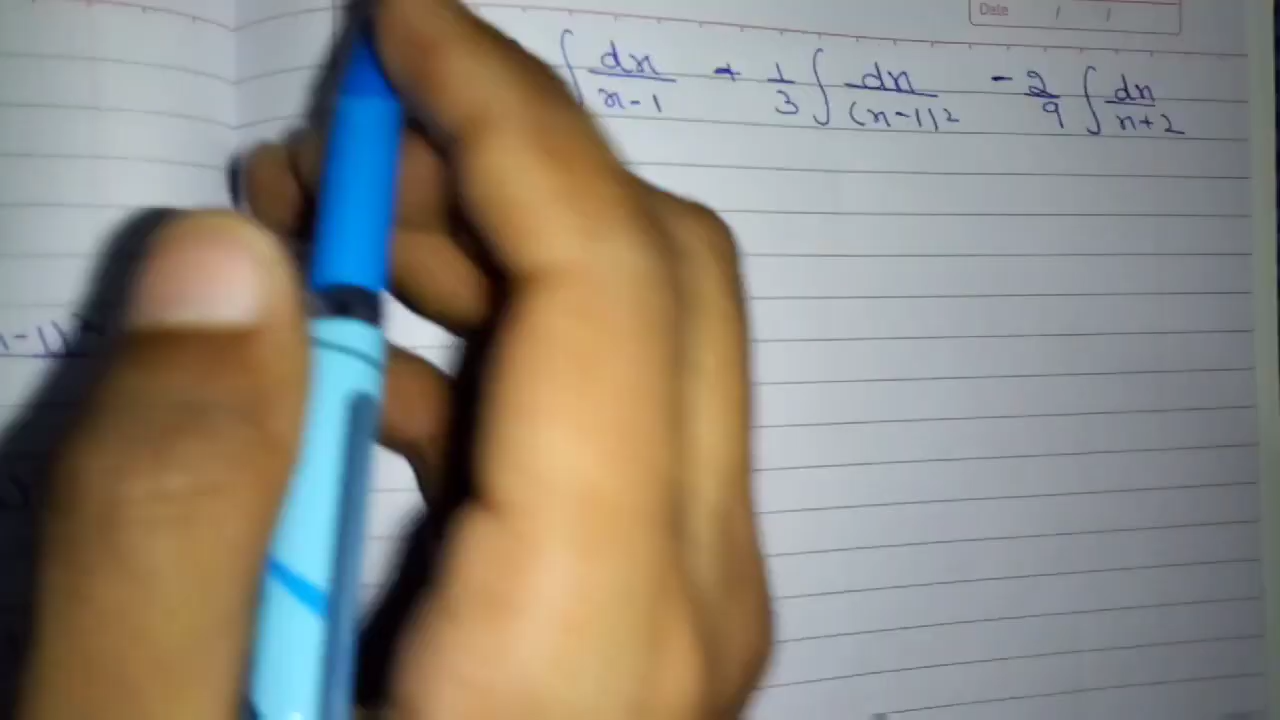 Date / /
∫ dx/(x-1) + 1/3 ∫ dx/(x-1)² - 2/9 ∫ dx/(x+2)